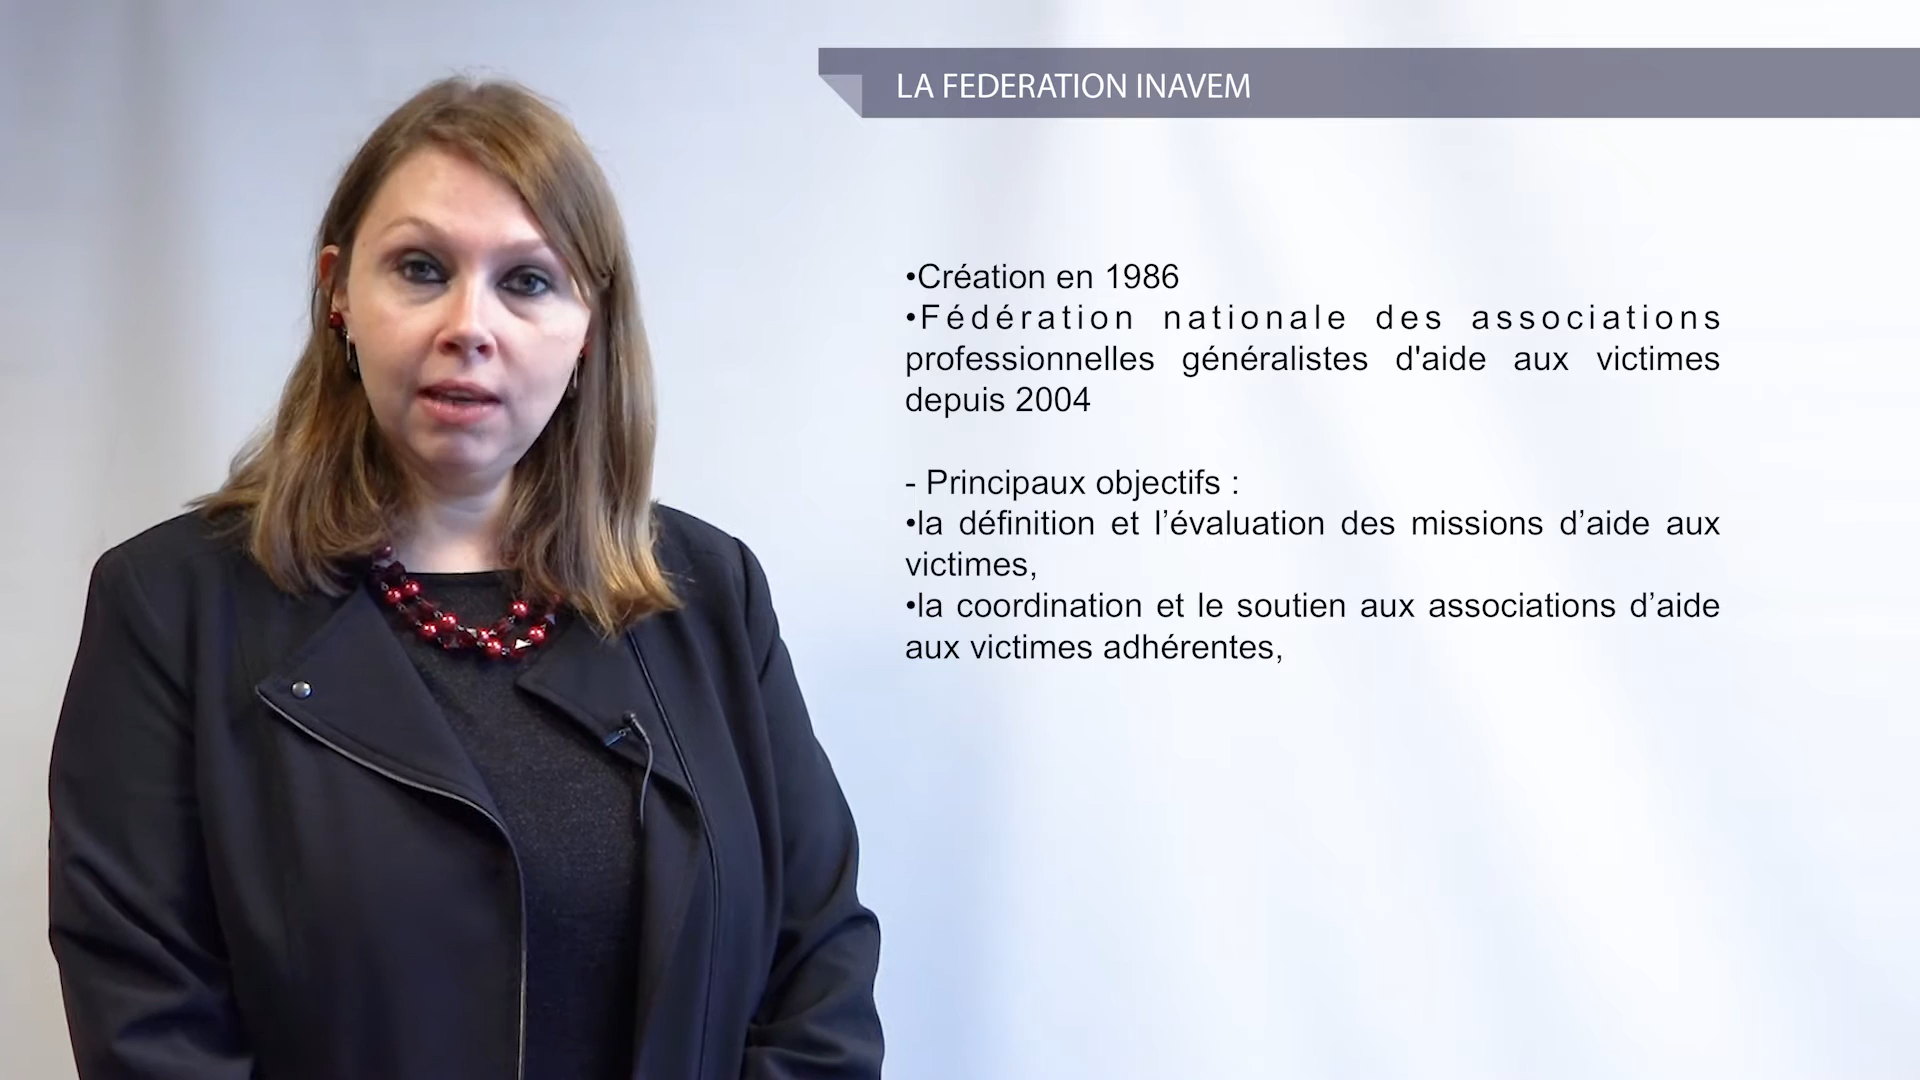 LA FEDERATION INAVEM
•Création en 1986
•Fédération nationale des associations
professionnelles généralistes d'aide aux victimes
depuis 2004
- Principaux objectifs :
•la définition et l’évaluation des missions d’aide aux
victimes,
•la coordination et le soutien aux associations d’aide
aux victimes adhérentes,